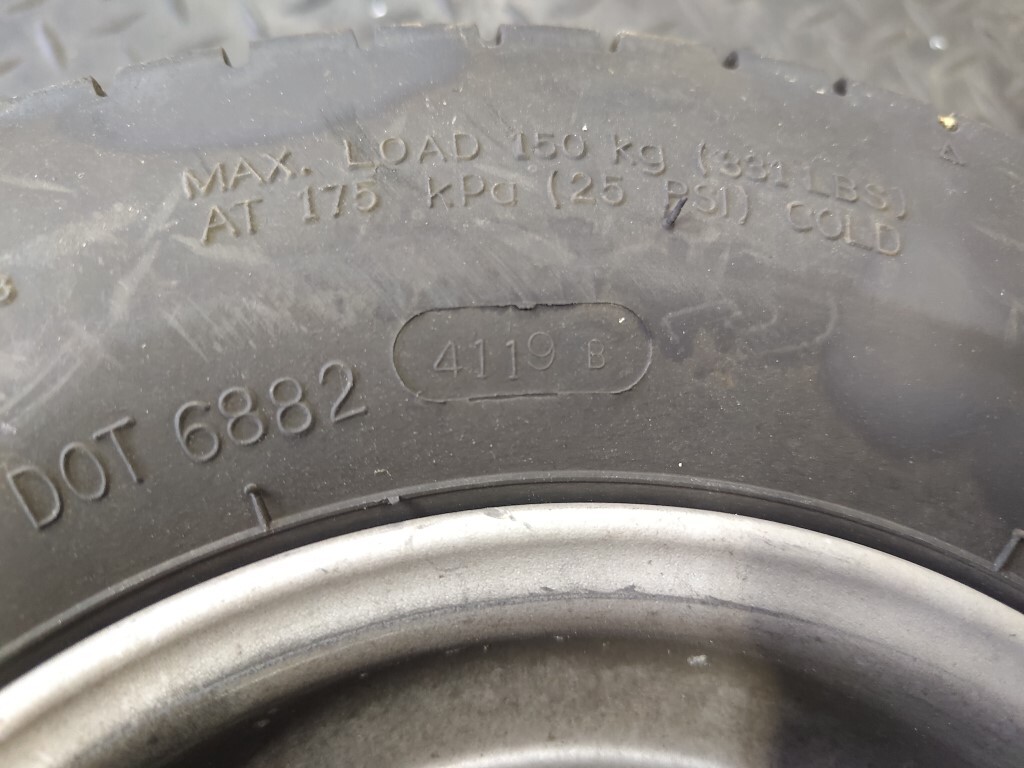 MAX. LOAD 150 kg (331 LBS)
AT 175 kPa (25 PSI) COLD
4119 B
DOT 6882